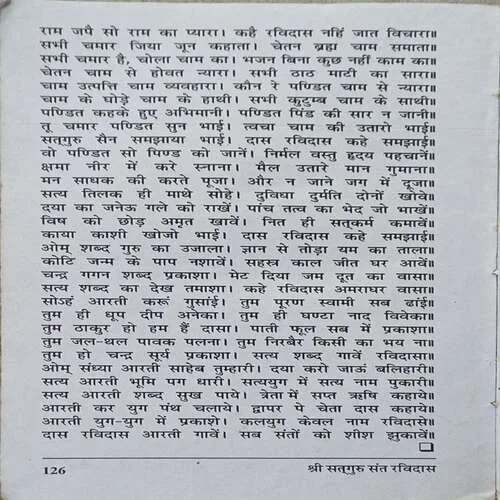 राम जपै सो राम का प्यारा। कहै रविदास नहिं जात विचारा॥
सभी चमार जिया जून कहाता। चेतन ब्रह्म चाम समाता॥
सभी चमार है, चोला चाम का। भजन बिना कुछ नहीं काम का॥
चेतन चाम से होवत न्यारा। सभी ठाठ माटी का सारा॥
चाम उत्पत्ति चाम व्यवहारा। कौन रे पण्डित चाम से न्यारा॥
चाम के घोड़े चाम के हाथी। सभी कुटुम्ब चाम के साथी॥
पण्डित कहके हुए अभिमानी। पण्डित पिंड की सार न जानी॥
तू चमार पण्डित सुन भाई। त्वचा चाम की उतारो भाई॥
सतगुरु सैन समझाया भाई। दास रविदास कहे समझाई॥
वो पण्डित सो पिण्ड को जानें। निर्मल वस्तु हृदय पहचानें॥
क्षमा नीर में करे स्नाना। मैल उतारे मान गुमाना॥
मन साधक की करते पूजा। और न जाने जग में दूजा॥
सत्य तिलक ही माथे सोहे। दुविधा दुर्मति दोनों खोवे॥
दया का जनेऊ गले को राखें। पांच तत्व का भेद जो भाखें॥
विष को छोड़ अमृत खावें। नित ही सत्कर्म कमावें॥
काया काशी खोजो भाई। दास रविदास कहे समझाई॥
ओम् शब्द गुरु का उजाला। ज्ञान से तोड़ा यम का ताला॥
कोटि जन्म के पाप नशावें। सहस्त्र काल जीत घर आवें॥
चन्द्र गगन शब्द प्रकाशा। मेट दिया जम दूत का वासा॥
सत्य शब्द का देख तमाशा। कहे रविदास अमराघर वासा॥
सोऽहं आरती करूं गुसांई। तुम पूरण स्वामी सब ढांई॥
तुम ही धूप दीप अनेका। तुम ही घण्टा नाद विवेका॥
तुम ठाकुर हो हम हैं दासा। पाती फूल सब में प्रकाशा॥
तुम जल-थल पावक पलना। तुम निरबैर किसी का भय ना॥
तुम हो चन्द्र सूर्य प्रकाशा। सत्य शब्द गावें रविदासा॥
ओम् संध्या आरती साहेब तुम्हारी। दया करो जाऊं बलिहारी॥
सत्य आरती भूमि पग धारी। सत्ययुग में सत्य नाम पुकारी॥
सत्य आरती शब्द सुख पाये। त्रेता में सप्त ऋषि कहाये॥
आरती कर युग पंथ चलाये। द्वापर पे चेता दास कहाये॥
आरती युग-युग में प्रकाशे। कलयुग केवल नाम रविदासे॥
दास रविदास आरती गावें। सब संतों को शीश झुकावें॥
126 श्री सतगुरु संत रविदास